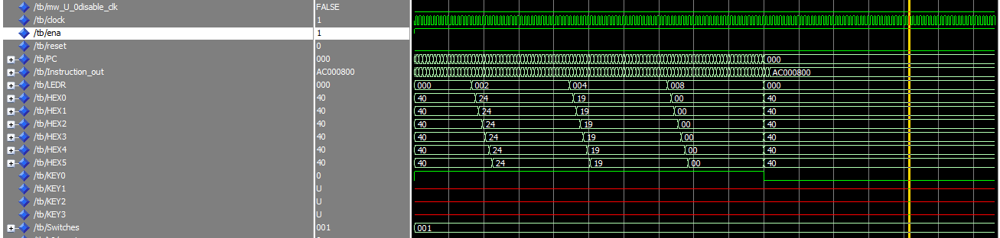 /tb/mw_U_0disable_clk FALSE
/tb/clock 1
/tb/ena 1
/tb/reset 0
/tb/PC 000 000
/tb/Instruction_out AC000800 AC000800
/tb/LEDR 000 000 002 004 008 000
/tb/HEX0 40 40 24 19 00 40
/tb/HEX1 40 40 24 19 00 40
/tb/HEX2 40 40 24 19 00 40
/tb/HEX3 40 40 24 19 00 40
/tb/HEX4 40 40 24 19 00 40
/tb/HEX5 40 40 24 19 00 40
/tb/KEY0 0
/tb/KEY1 U
/tb/KEY2 U
/tb/KEY3 U
/tb/Switches 001 001